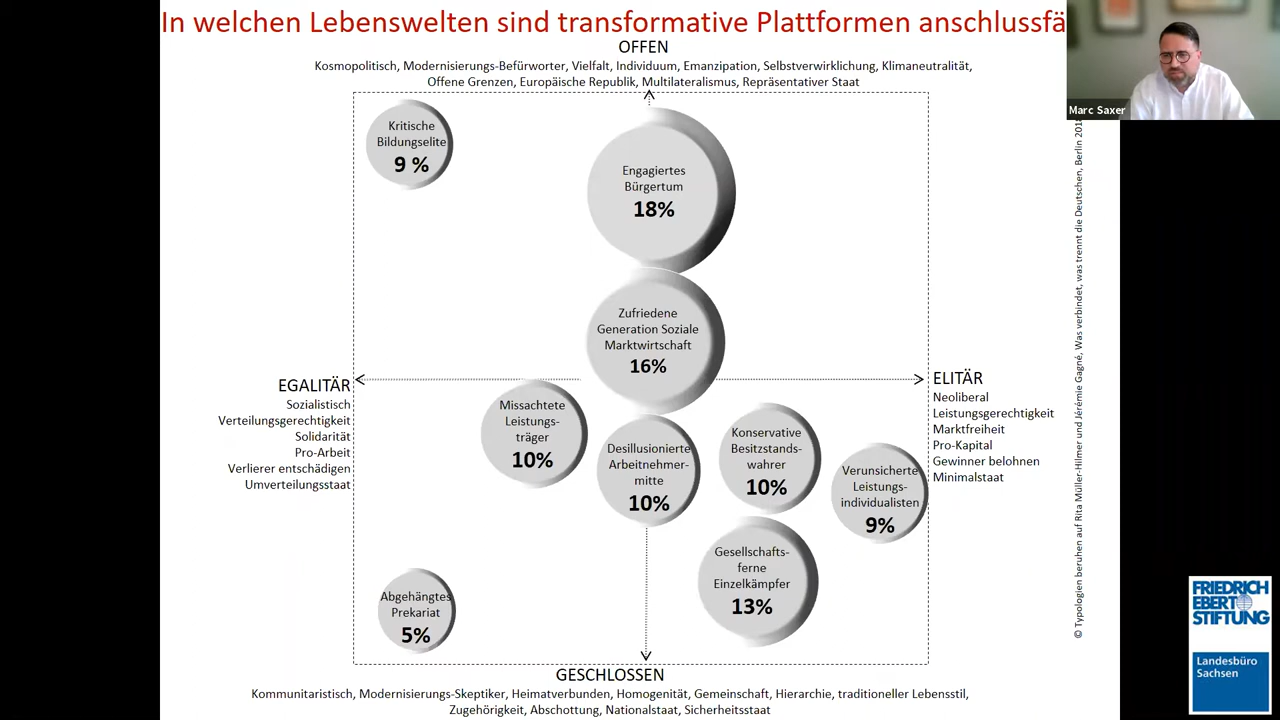 In welchen Lebenswelten sind transformative Plattformen anschlussfä
OFFEN
Kosmopolitisch, Modernisierungs-Befürworter, Vielfalt, Individuum, Emanzipation, Selbstverwirklichung, Klimaneutralität,
Offene Grenzen, Europäische Republik, Multilateralismus, Repräsentativer Staat
Marc Saxer
Kritische
Bildungselite
9 %
Engagiertes
Bürgertum
18%
Zufriedene
Generation Soziale
Marktwirtschaft
16%
EGALITÄR
Sozialistisch
Verteilungsgerechtigkeit
Solidarität
Pro-Arbeit
Verlierer entschädigen
Umverteilungsstaat
ELITÄR
Neoliberal
Leistungsgerechtigkeit
Marktfreiheit
Pro-Kapital
Gewinner belohnen
Minimalstaat
Missachtete
Leistungs-
träger
10%
Desillusionierte
Arbeitnehmer-
mitte
10%
Konservative
Besitzstands-
wahrer
10%
Verunsicherte
Leistungs-
individualisten
9%
Gesellschafts-
ferne
Einzelkämpfer
13%
Abgehängtes
Prekariat
5%
GESCHLOSSEN
Kommunitaristisch, Modernisierungs-Skeptiker, Heimatverbunden, Homogenität, Gemeinschaft, Hierarchie, traditioneller Lebensstil,
Zugehörigkeit, Abschottung, Nationalstaat, Sicherheitsstaat
© Typologien beruhen auf Rita Müller-Hilmer und Jérémie Gagné, Was verbindet, was trennt die Deutschen, Berlin
FRIEDRICH
EBERT
STIFTUNG
Landesbüro
Sachsen